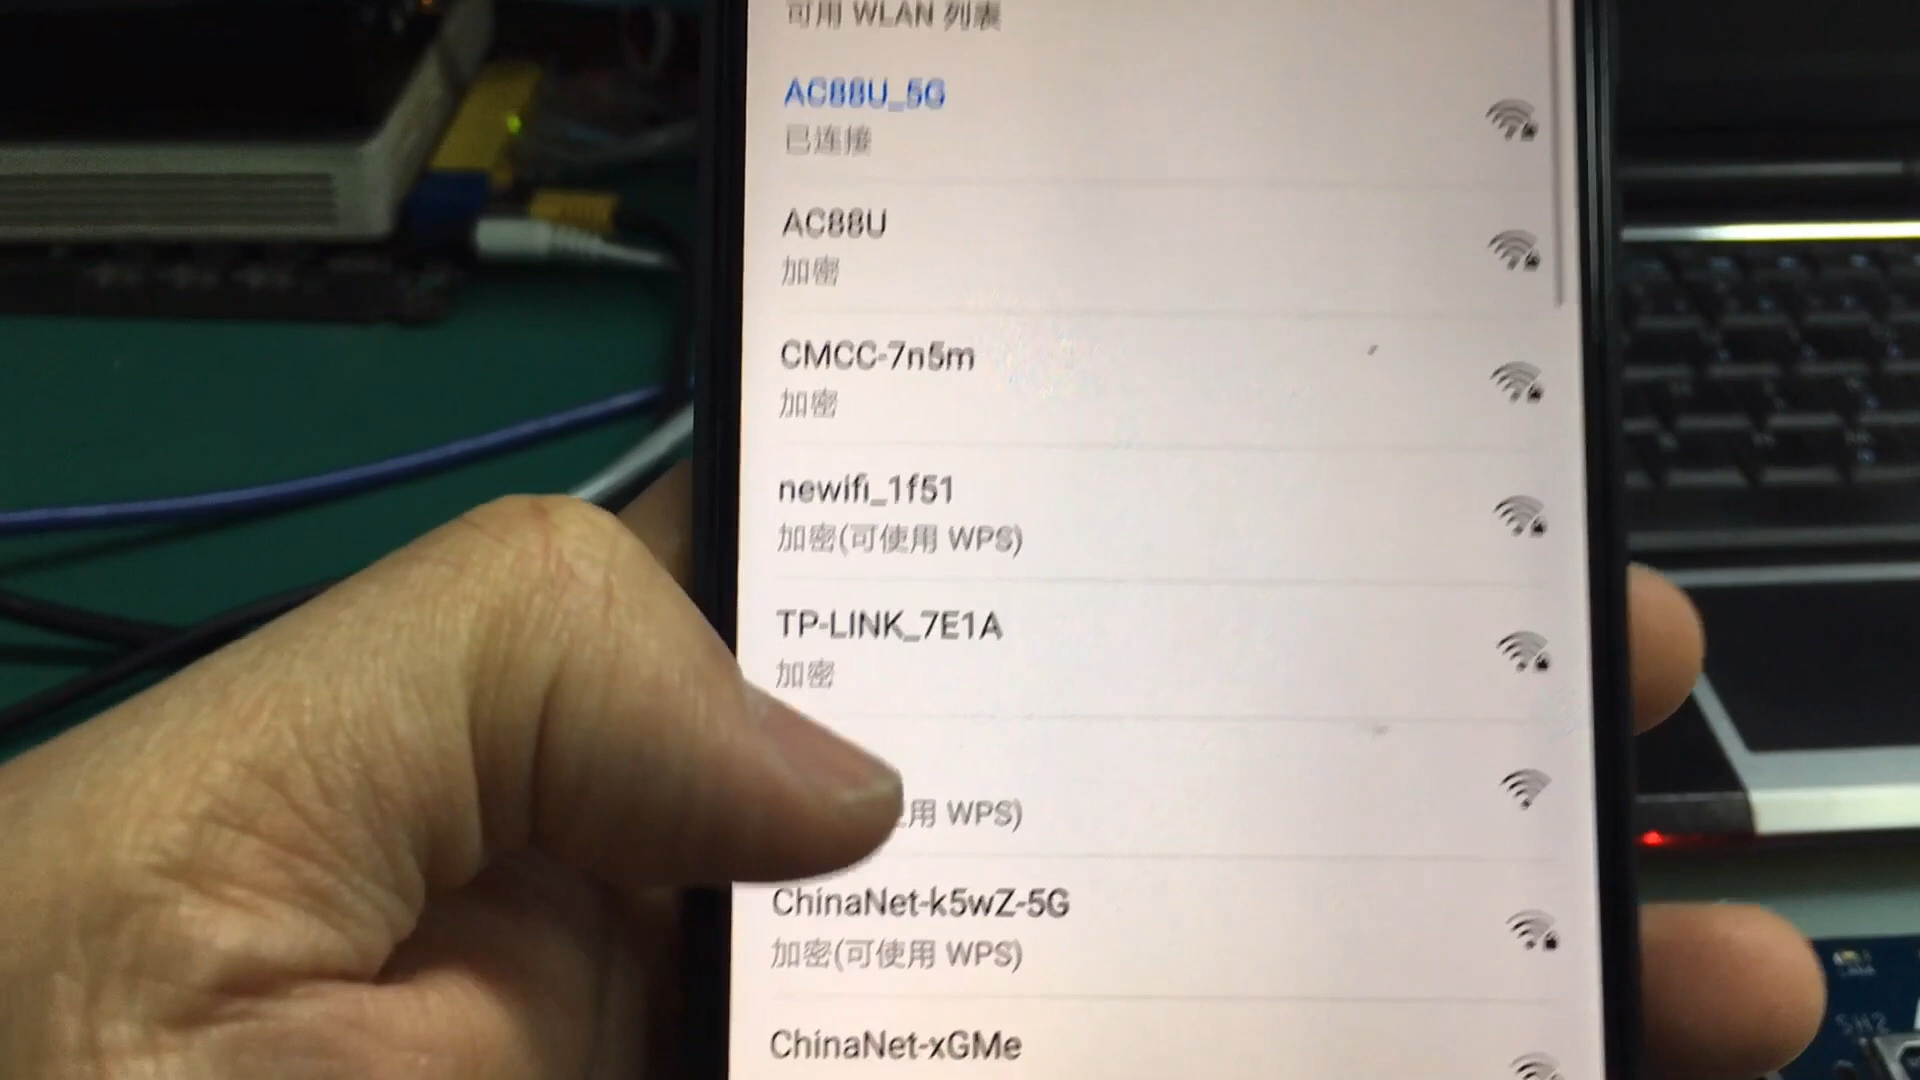 可用 WLAN 列表
AC88U_5G
已连接
AC88U
加密
CMCC-7n5m
加密
newifi_1f51
加密(可使用 WPS)
TP-LINK_7E1A
加密
用 WPS)
ChinaNet-k5wZ-5G
加密(可使用 WPS)
ChinaNet-xGMe
SH2